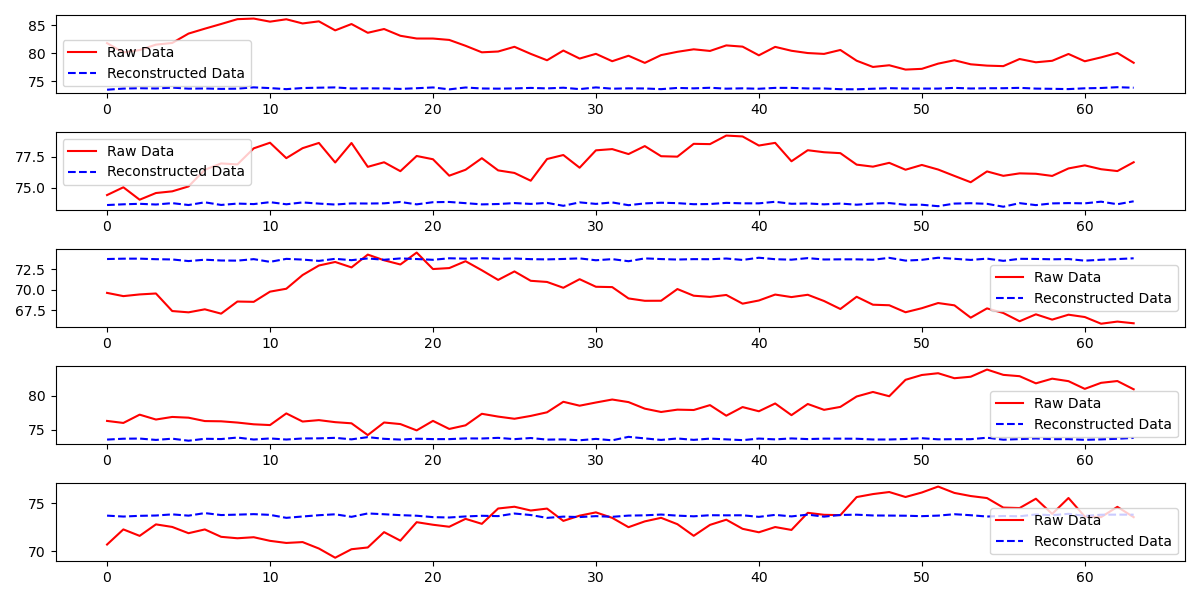 85
80
75
Raw Data
Reconstructed Data
0 10 20 30 40 50 60
77.5
75.0
Raw Data
Reconstructed Data
0 10 20 30 40 50 60
72.5
70.0
67.5
Raw Data
Reconstructed Data
0 10 20 30 40 50 60
80
75
Raw Data
Reconstructed Data
0 10 20 30 40 50 60
75
70
Raw Data
Reconstructed Data
0 10 20 30 40 50 60